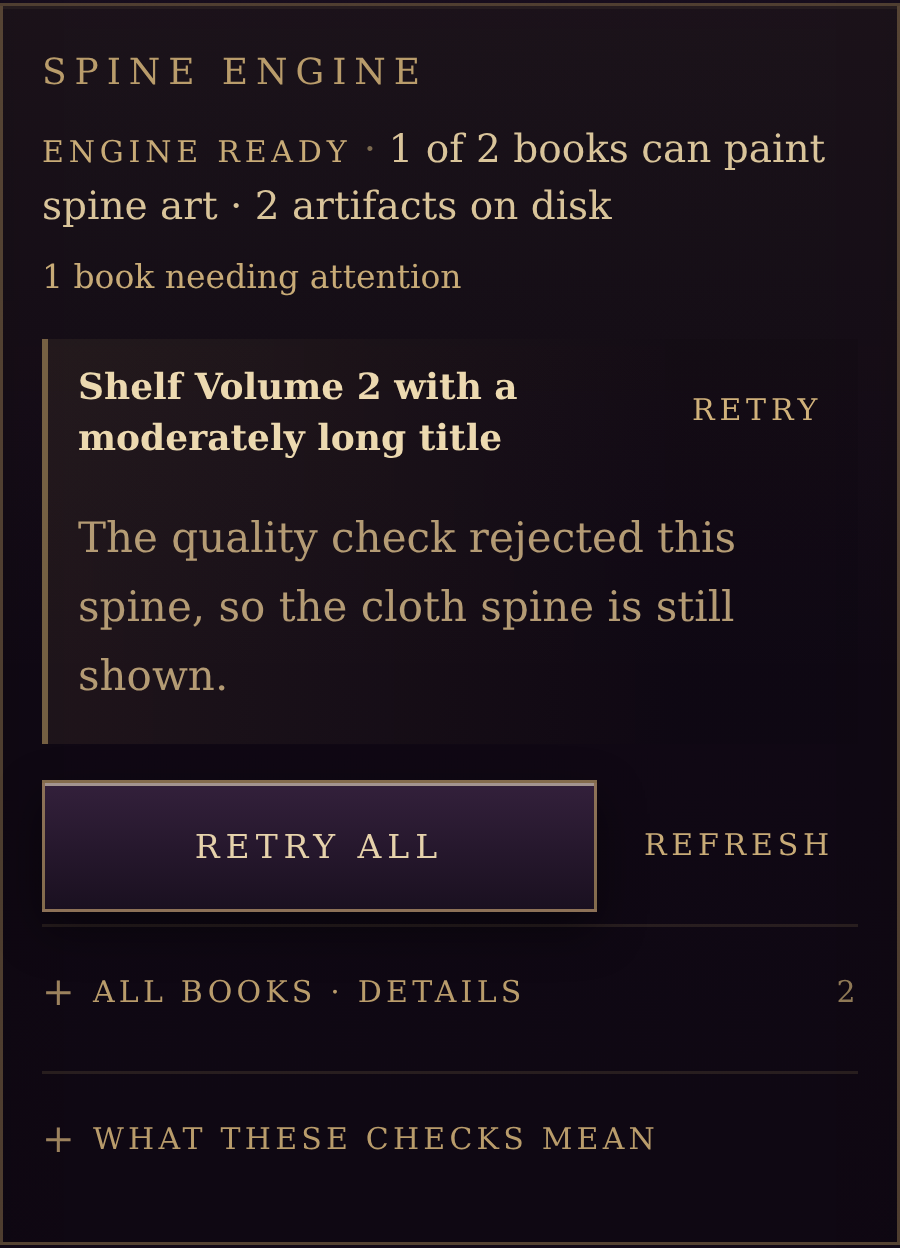 SPINE ENGINE
ENGINE READY · 1 of 2 books can paint
spine art · 2 artifacts on disk
1 book needing attention
Shelf Volume 2 with a
moderately long title
RETRY
The quality check rejected this
spine, so the cloth spine is still
shown.
RETRY ALL
REFRESH
+ ALL BOOKS · DETAILS 2
+ WHAT THESE CHECKS MEAN